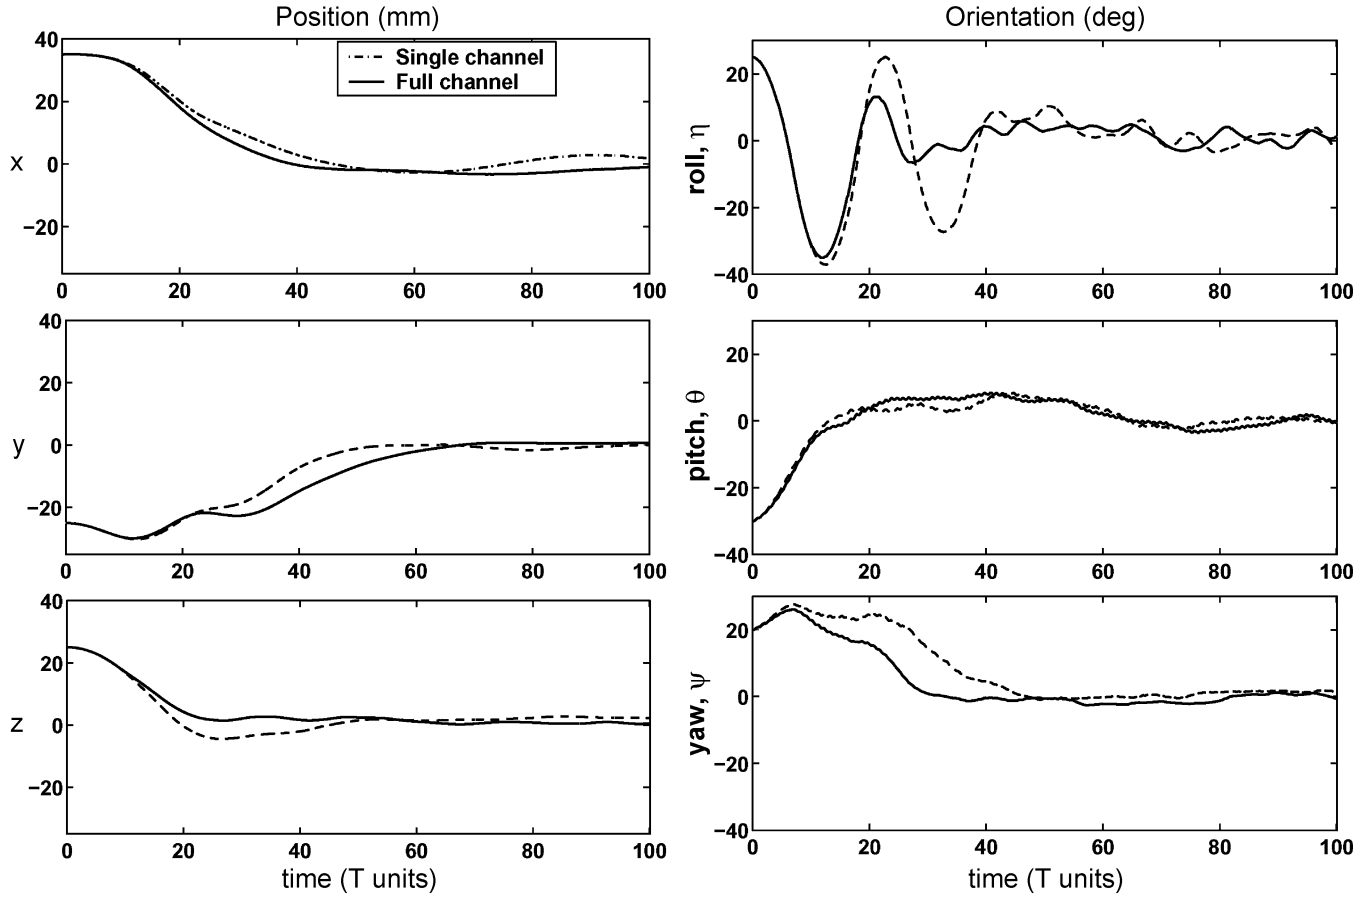 Position (mm)
Orientation (deg)
40
20
0
−20
x
Single channel
Full channel
0 20 40 60 80 100
20
0
−20
−40
roll, η
0 20 40 60 80 100
40
20
0
−20
y
0 20 40 60 80 100
20
0
−20
−40
pitch, θ
0 20 40 60 80 100
40
20
0
−20
z
0 20 40 60 80 100
time (T units)
20
0
−20
−40
yaw, ψ
0 20 40 60 80 100
time (T units)